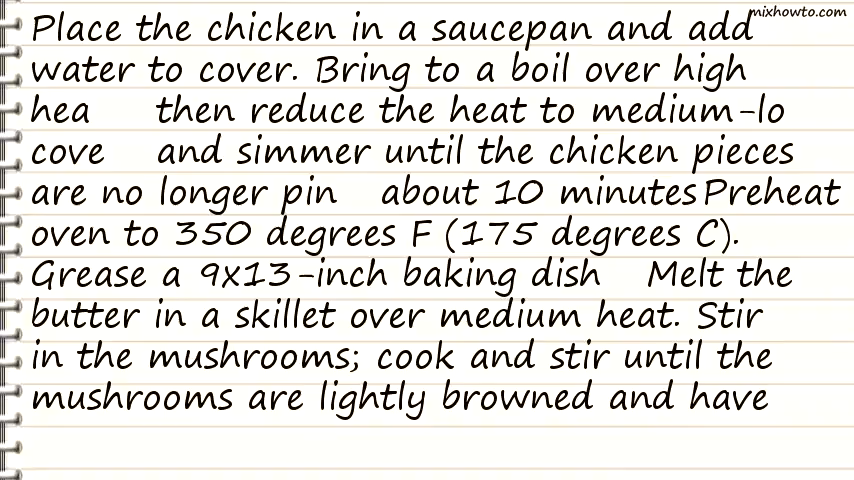 mixhowto.com
Place the chicken in a saucepan and add
water to cover. Bring to a boil over high
hea then reduce the heat to medium-lo
cove and simmer until the chicken pieces
are no longer pin about 10 minutes Preheat
oven to 350 degrees F (175 degrees C).
Grease a 9x13-inch baking dish Melt the
butter in a skillet over medium heat. Stir
in the mushrooms; cook and stir until the
mushrooms are lightly browned and have